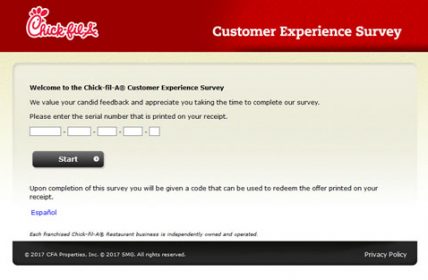 Chick-fil-A
Customer Experience Survey
Welcome to the Chick-fil-A® Customer Experience Survey
We value your candid feedback and appreciate you taking the time to complete our survey.
Please enter the serial number that is printed on your receipt.
- - - -
Start
Upon completion of this survey you will be given a code that can be used to redeem the offer printed on your
receipt.
Español
Each franchised Chick-fil-A® Restaurant business is independently owned and operated.
© 2017 CFA Properties, Inc. © 2017 SMG. All rights reserved.
Privacy Policy